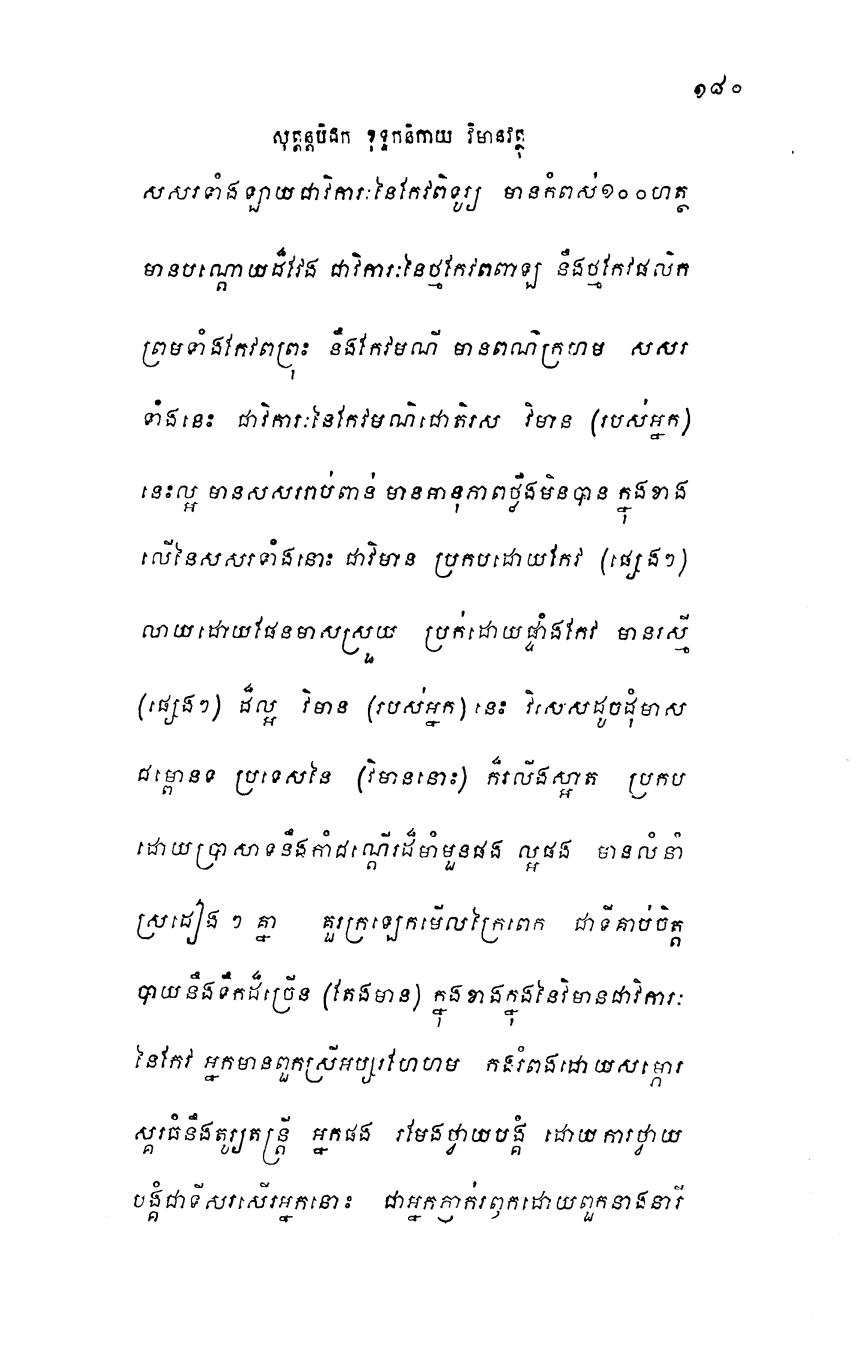 ១៨០
សុត្តន្តបិដក ខុទ្ទកនិកាយ វិមានវត្ថុ
សសរទាំងឡាយជាវិការៈនៃកែវពិទូរ្យ មានកំពស់១០០ហត្ថ
មានបណ្តោយដ៏វែង ជាវិការៈនៃថ្មកែវពពាឡ នឹងថ្មកែវផលិក
ព្រមទាំងកែវពព្រុះ នឹងកែវមណី មានពណ៌ក្រហម សសរ
ទាំងនេះ ជាវិការៈនៃកែវមណិជោតិរស វិមាន (របស់អ្នក)
នេះល្អ មានសសររាប់ពាន់ មានអានុភាពថ្លឹងមិនបាន ក្នុងខាង
លើនៃសសរទាំងនោះ ជាវិមាន ប្រកបដោយកែវ (ផ្សេងៗ)
លាយដោយផែនមាសស្រួយ ប្រក់ដោយផ្ទាំងកែវ មានរស្មី
(ផ្សេងៗ) ដ៏ល្អ វិមាន (របស់អ្នក) នេះ វិសេសដូចដុំមាស
ជម្ពោនទ ប្រទេសនៃ (វិមាននោះ) ក៏រលីងស្អាត ប្រកប
ដោយប្រាសាទនឹងកាំជណ្តើរដ៏មាំមួនផង ល្អផង មានលំនាំ
ស្រដៀង ៗ គ្នា គួរក្រឡេកមើលក្រៃពេក ជាទីគាប់ចិត្ត
បាយនឹងទឹកដ៏ច្រើន (តែងមាន) ក្នុងខាងក្នុងនៃវិមានជាវិការៈ
នៃកែវ អ្នកមានពួកស្រីអប្សរហែហម កងរំពងដោយសម្ភោរ
ស្គរធំនឹងតូរ្យតន្ត្រី អ្នកផង រមែងថ្វាយបង្គំ ដោយការថ្វាយ
បង្គំជាទីសរសើរអ្នកនោះ ជាអ្នកភ្ញាក់រឭកដោយពួកនាងនារី